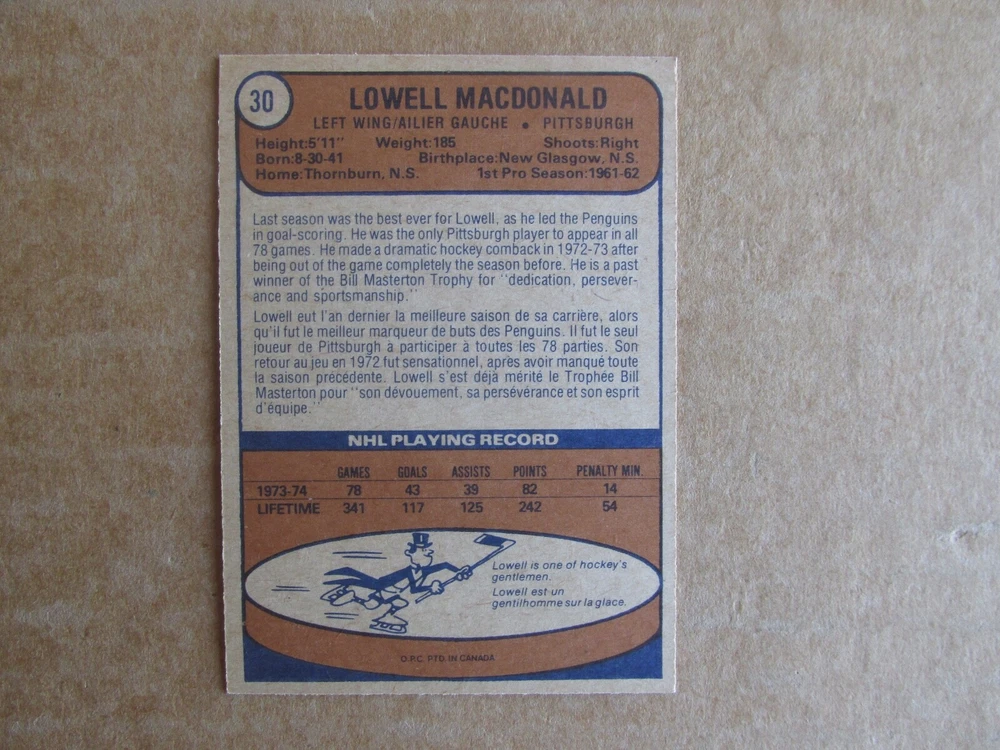 30
LOWELL MACDONALD
LEFT WING/AILIER GAUCHE • PITTSBURGH
Height:5'11" Weight:185 Shoots:Right
Born:8-30-41 Birthplace:New Glasgow, N.S.
Home:Thornburn, N.S. 1st Pro Season:1961-62
Last season was the best ever for Lowell, as he led the Penguins
in goal-scoring. He was the only Pittsburgh player to appear in all
78 games. He made a dramatic hockey comback in 1972-73 after
being out of the game completely the season before. He is a past
winner of the Bill Masterton Trophy for "dedication, persever-
ance and sportsmanship."
Lowell eut l'an dernier la meilleure saison de sa carrière, alors
qu'il fut le meilleur marqueur de buts des Penguins. Il fut le seul
joueur de Pittsburgh à participer à toutes les 78 parties. Son
retour au jeu en 1972 fut sensationnel, après avoir manqué toute
la saison précédente. Lowell s'est déjà mérité le Trophée Bill
Masterton pour "son dévouement, sa persévérance et son esprit
d'équipe."
NHL PLAYING RECORD
GAMES GOALS ASSISTS POINTS PENALTY MIN.
1973-74 78 43 39 82 14
LIFETIME 341 117 125 242 54
Lowell is one of hockey's
gentlemen.
Lowell est un
gentilhomme sur la glace.
O.P.C. PTD. IN CANADA